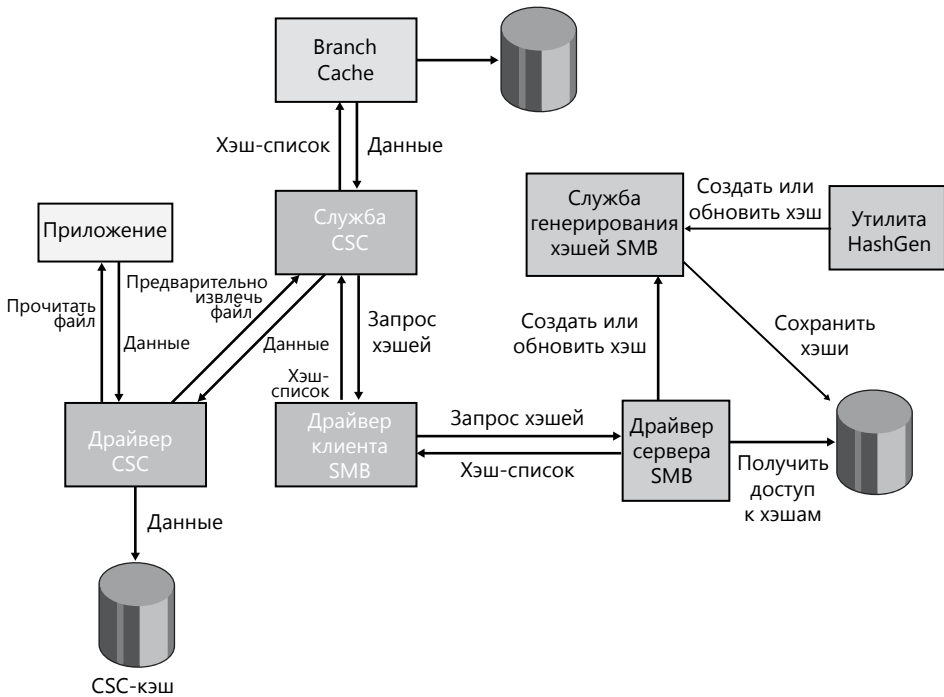 Branch
Cache
Хэш-список
Данные
Служба
CSC
Служба
генерирования
хэшей SMB
Создать или
обновить хэш
Утилита
HashGen
Приложение
Прочитать
файл
Данные
Предварительно
извлечь
файл
Данные
Хэш-
список
Запрос
хэшей
Создать или
обновить хэш
Сохранить
хэши
Драйвер
CSC
Драйвер
клиента
SMB
Запрос хэшей
Хэш-список
Драйвер
сервера
SMB
Получить
доступ
к хэшам
Данные
CSC-кэш